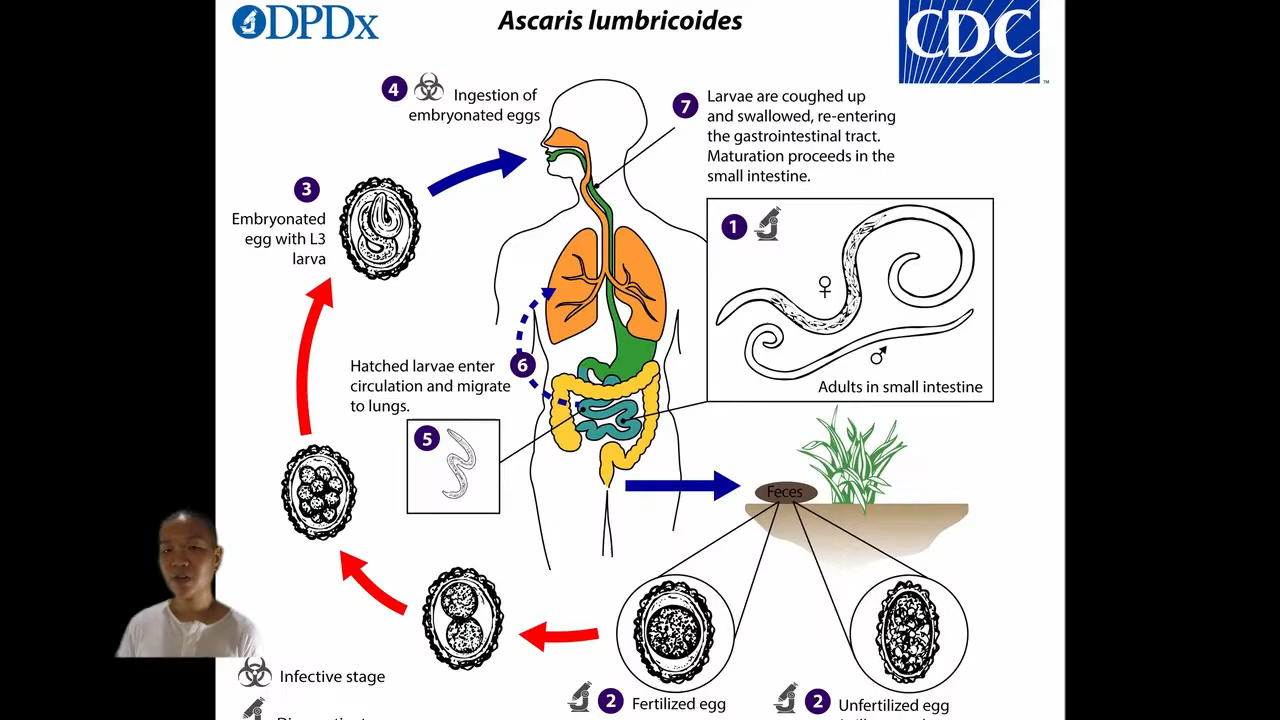 DPDx
Ascaris lumbricoides
CDC
TM
4
Ingestion of
embryonated eggs
7
Larvae are coughed up
and swallowed, re-entering
the gastrointestinal tract.
Maturation proceeds in the
small intestine.
3
Embryonated
egg with L3
larva
1
♀
♂
Adults in small intestine
6
Hatched larvae enter
circulation and migrate
to lungs.
5
Feces
2
Fertilized egg
2
Unfertilized egg
Infective stage